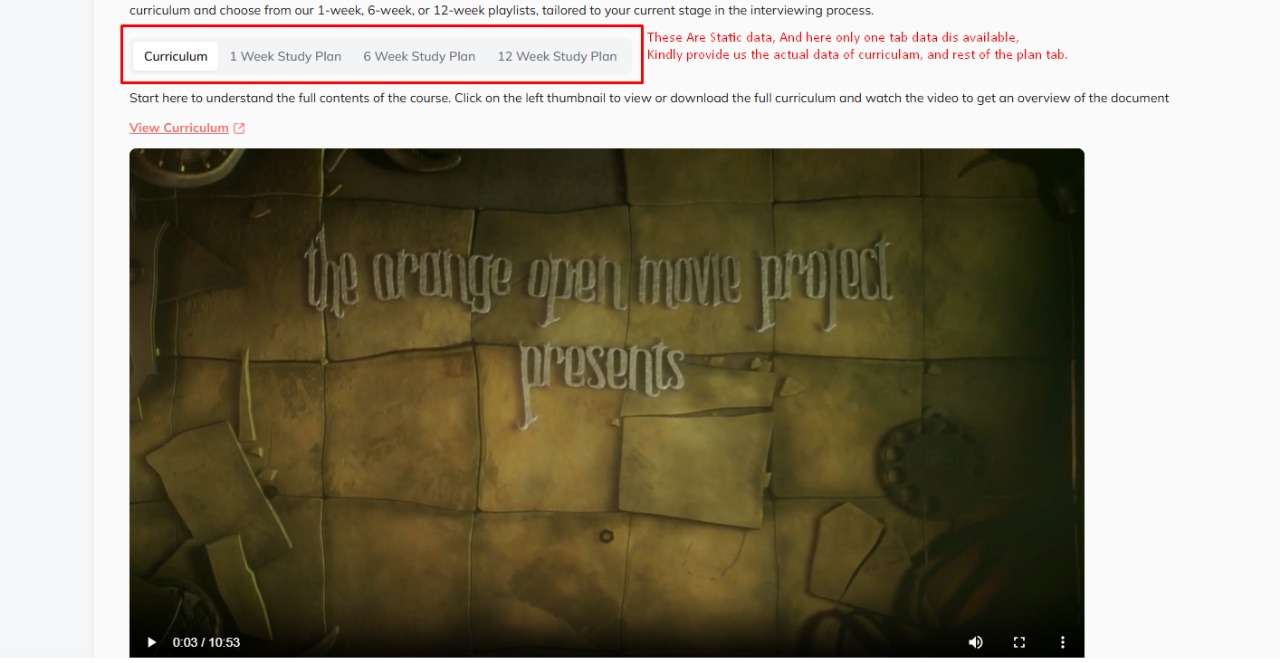 curriculum and choose from our 1-week, 6-week, or 12-week playlists, tailored to your current stage in the interviewing process.
These Are Static data, And here only one tab data dis available,
Kindly provide us the actual data of curriculam, and rest of the plan tab.
Curriculum 1 Week Study Plan 6 Week Study Plan 12 Week Study Plan
Start here to understand the full contents of the course. Click on the left thumbnail to view or download the full curriculum and watch the video to get an overview of the document
View Curriculum
the orange open movie project
presents
0:03 / 10:53